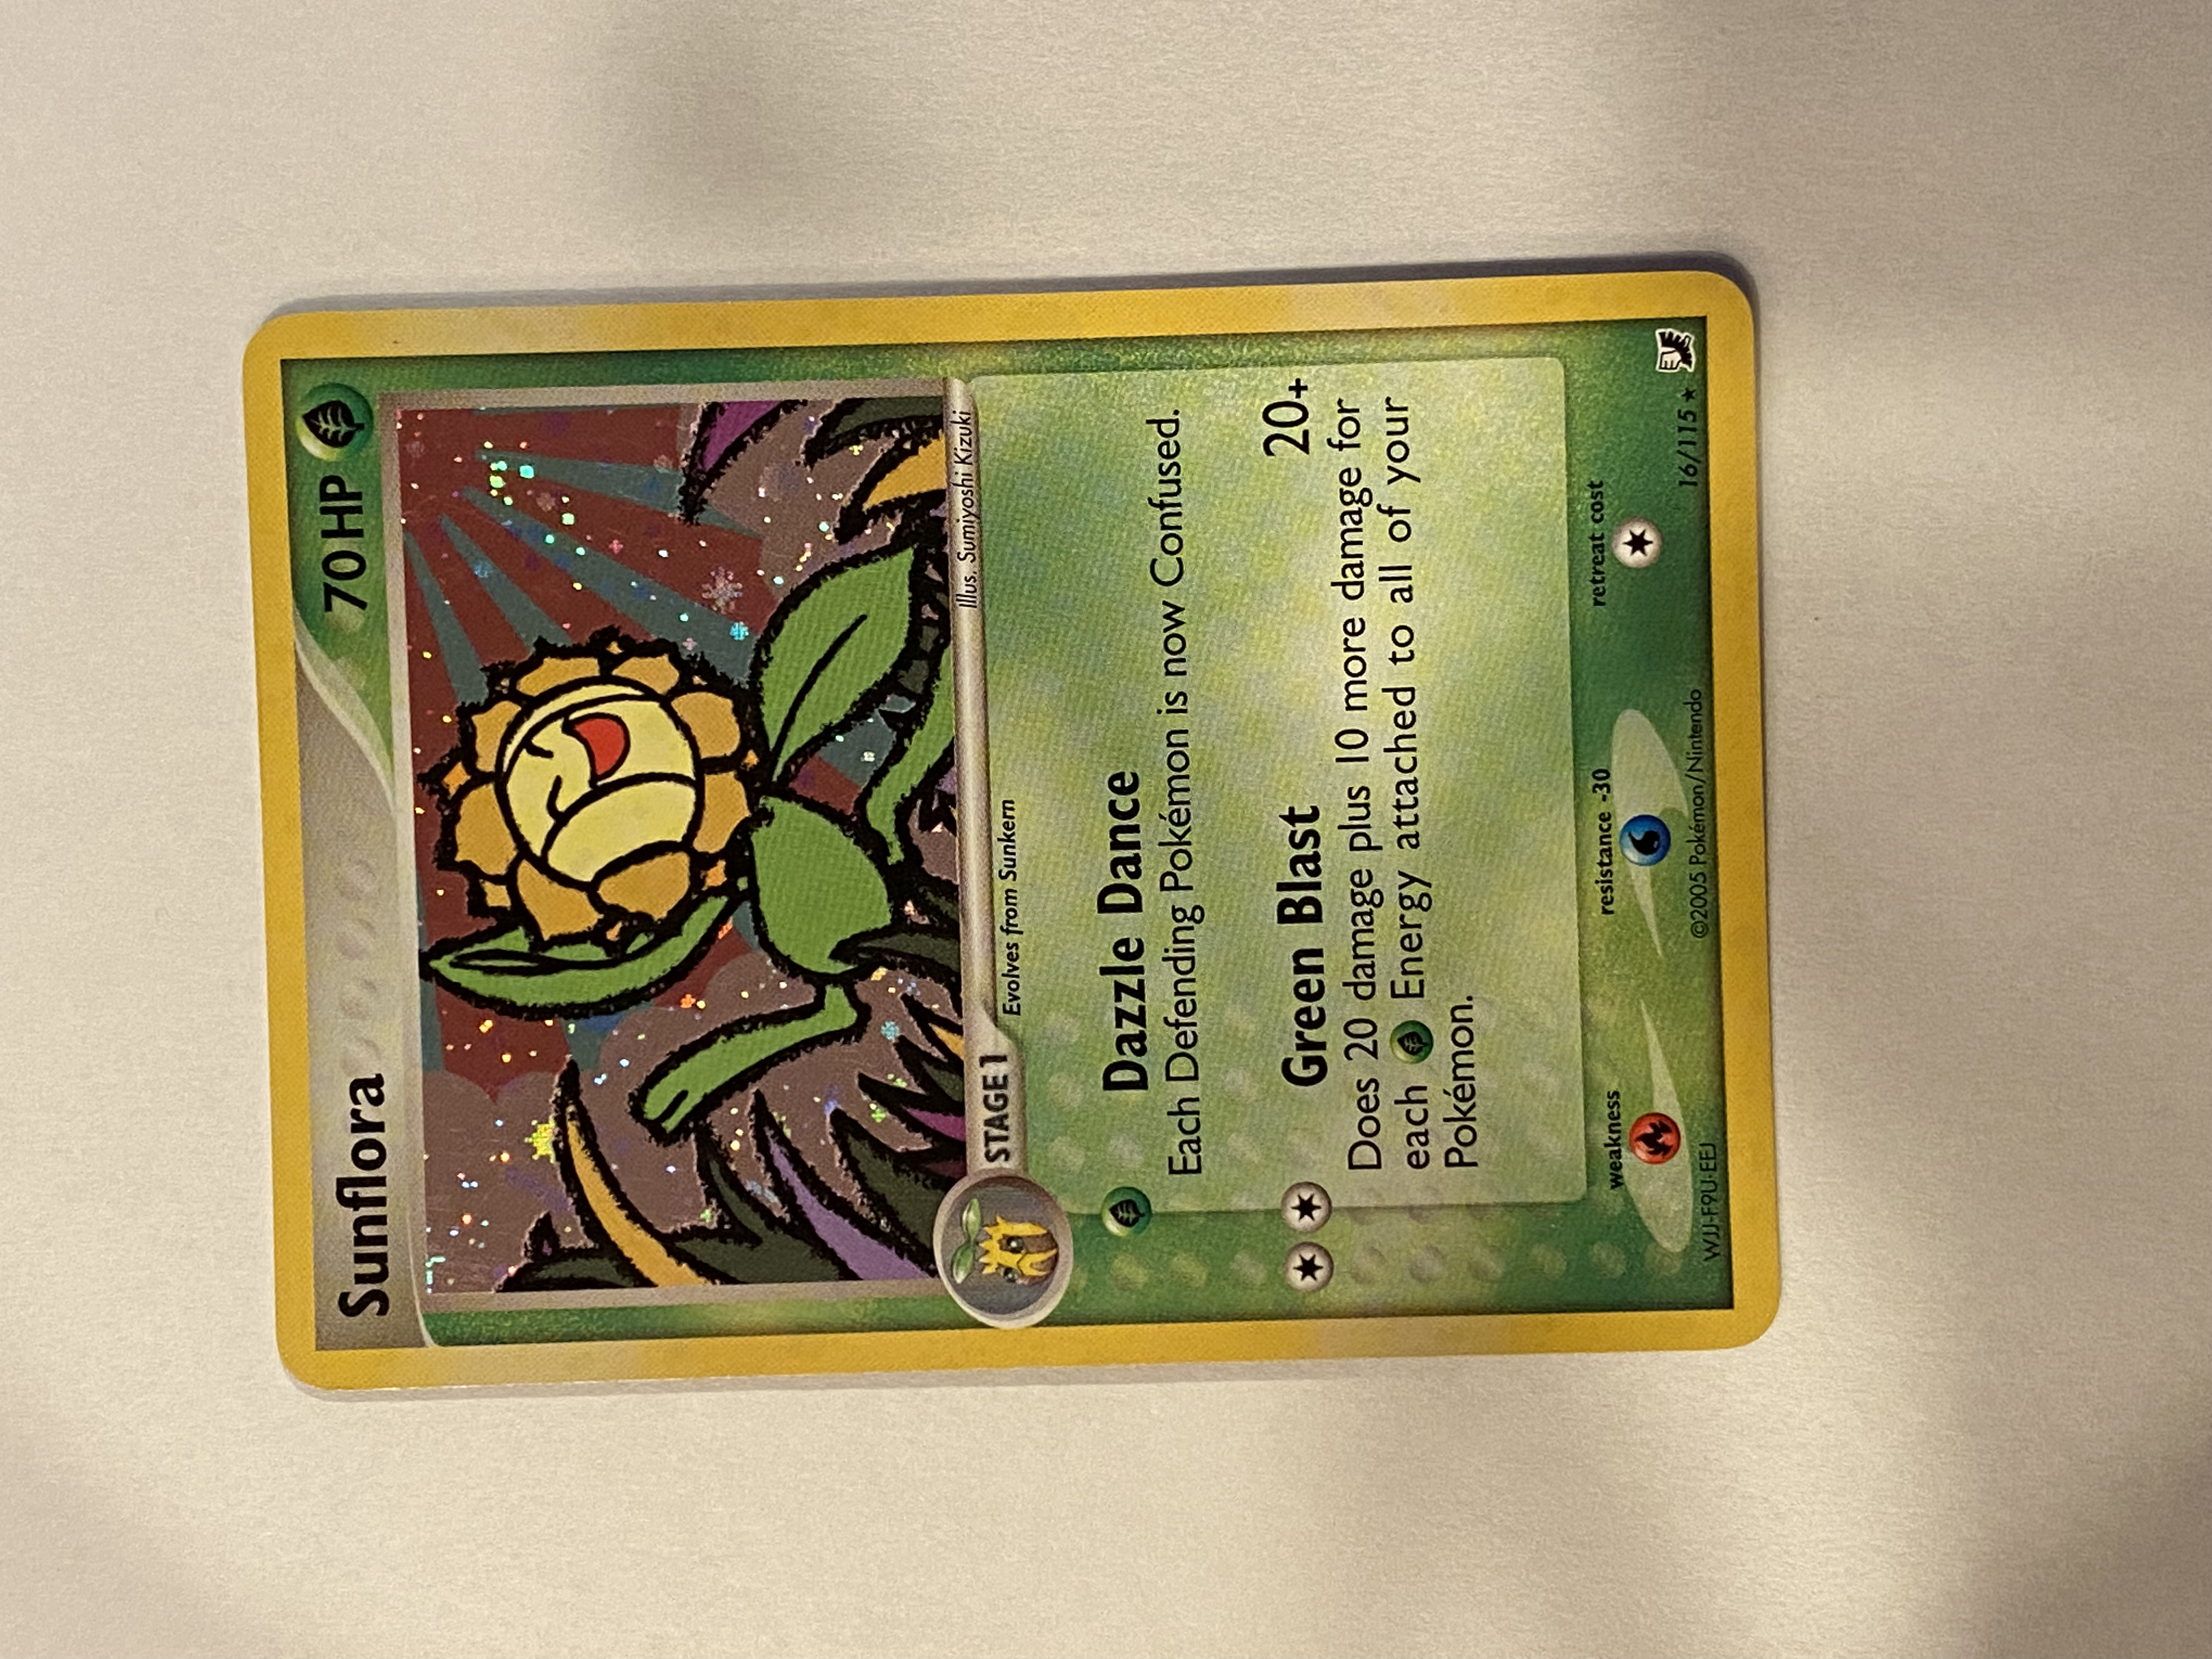 Sunflora
70 HP
Illus. Sumiyoshi Kizuki
STAGE 1
Evolves from Sunkern
Dazzle Dance
Each Defending Pokémon is now Confused.
Green Blast 20+
Does 20 damage plus 10 more damage for
each Energy attached to all of your
Pokémon.
weakness resistance -30 retreat cost
WJJ-F9U-EEJ ©2005 Pokémon/Nintendo 16/115